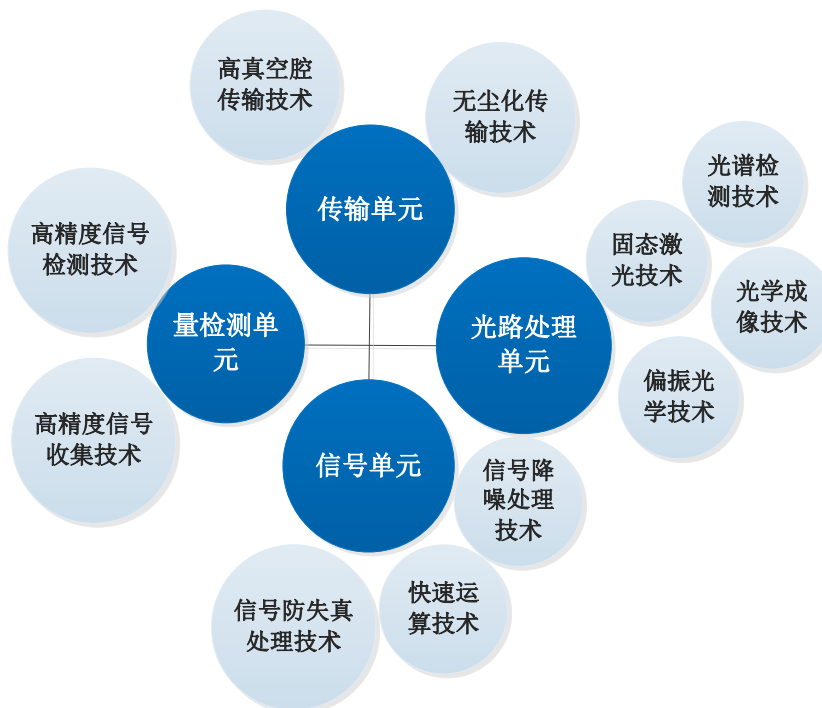 高真空腔
传输技术
无尘化传
输技术
传输单元
光谱检
测技术
固态激
光技术
光学成
像技术
偏振光
学技术
光路处理
单元
高精度信号
检测技术
量检测单
元
高精度信号
收集技术
信号单元
信号降
噪处理
技术
快速运
算技术
信号防失真
处理技术